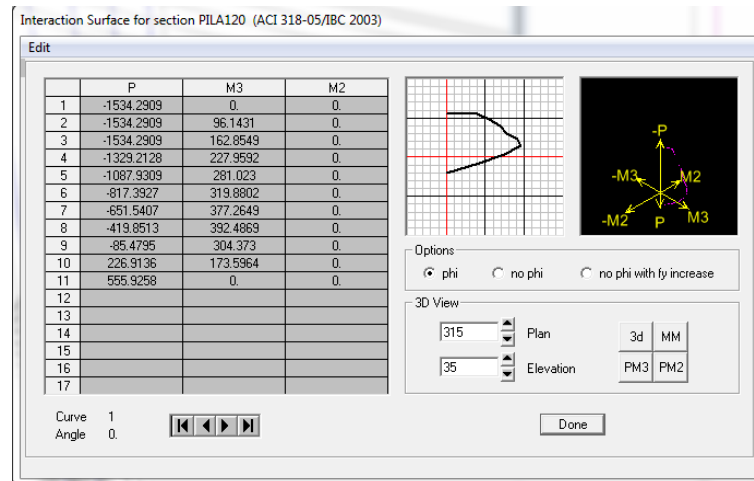 Interaction Surface for section PILA120 (ACI 318-05/IBC 2003)
Edit
P M3 M2
1 -1534.2909 0. 0.
2 -1534.2909 96.1431 0.
3 -1534.2909 162.8549 0.
4 -1329.2128 227.9592 0.
5 -1087.9309 281.023 0.
6 -817.3927 319.8802 0.
7 -651.5407 377.2649 0.
8 -419.8513 392.4869 0.
9 -85.4795 304.373 0.
10 226.9136 173.5964 0.
11 555.9258 0. 0.
12
13
14
15
16
17
Curve 1
Angle 0.
-P
-M3 M2
-M2 P M3
Options
phi no phi no phi with fy increase
3D View
315 Plan 3d MM
35 Elevation PM3 PM2
Done